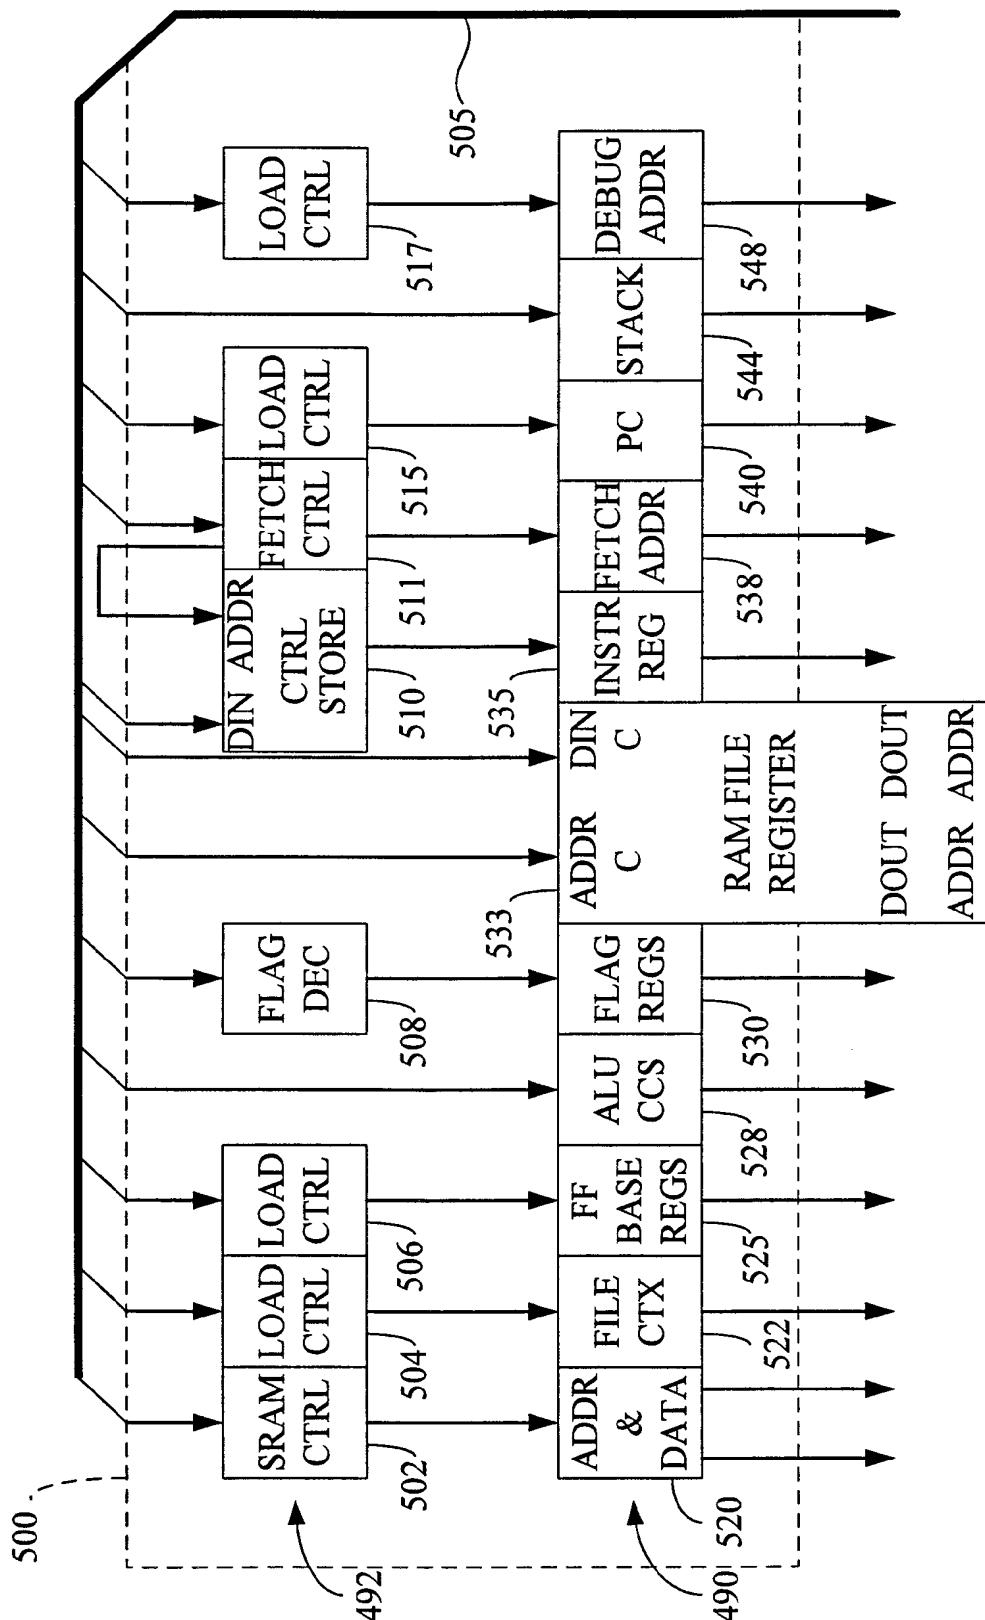 500
492
490
SRAM
CTRL
502
LOAD
CTRL
504
LOAD
CTRL
506
FLAG
DEC
508
DIN ADDR
CTRL
STORE
510
FETCH
CTRL
511
LOAD
CTRL
515
LOAD
CTRL
517
505
ADDR
&
DATA
520
FILE
CTX
522
FF
BASE
REGS
525
ALU
CCS
528
FLAG
REGS
530
533
ADDR DIN
C C
RAM FILE
REGISTER
DOUT DOUT
ADDR ADDR
535
INSTR
REG
FETCH
ADDR
538
PC
540
STACK
544
DEBUG
ADDR
548